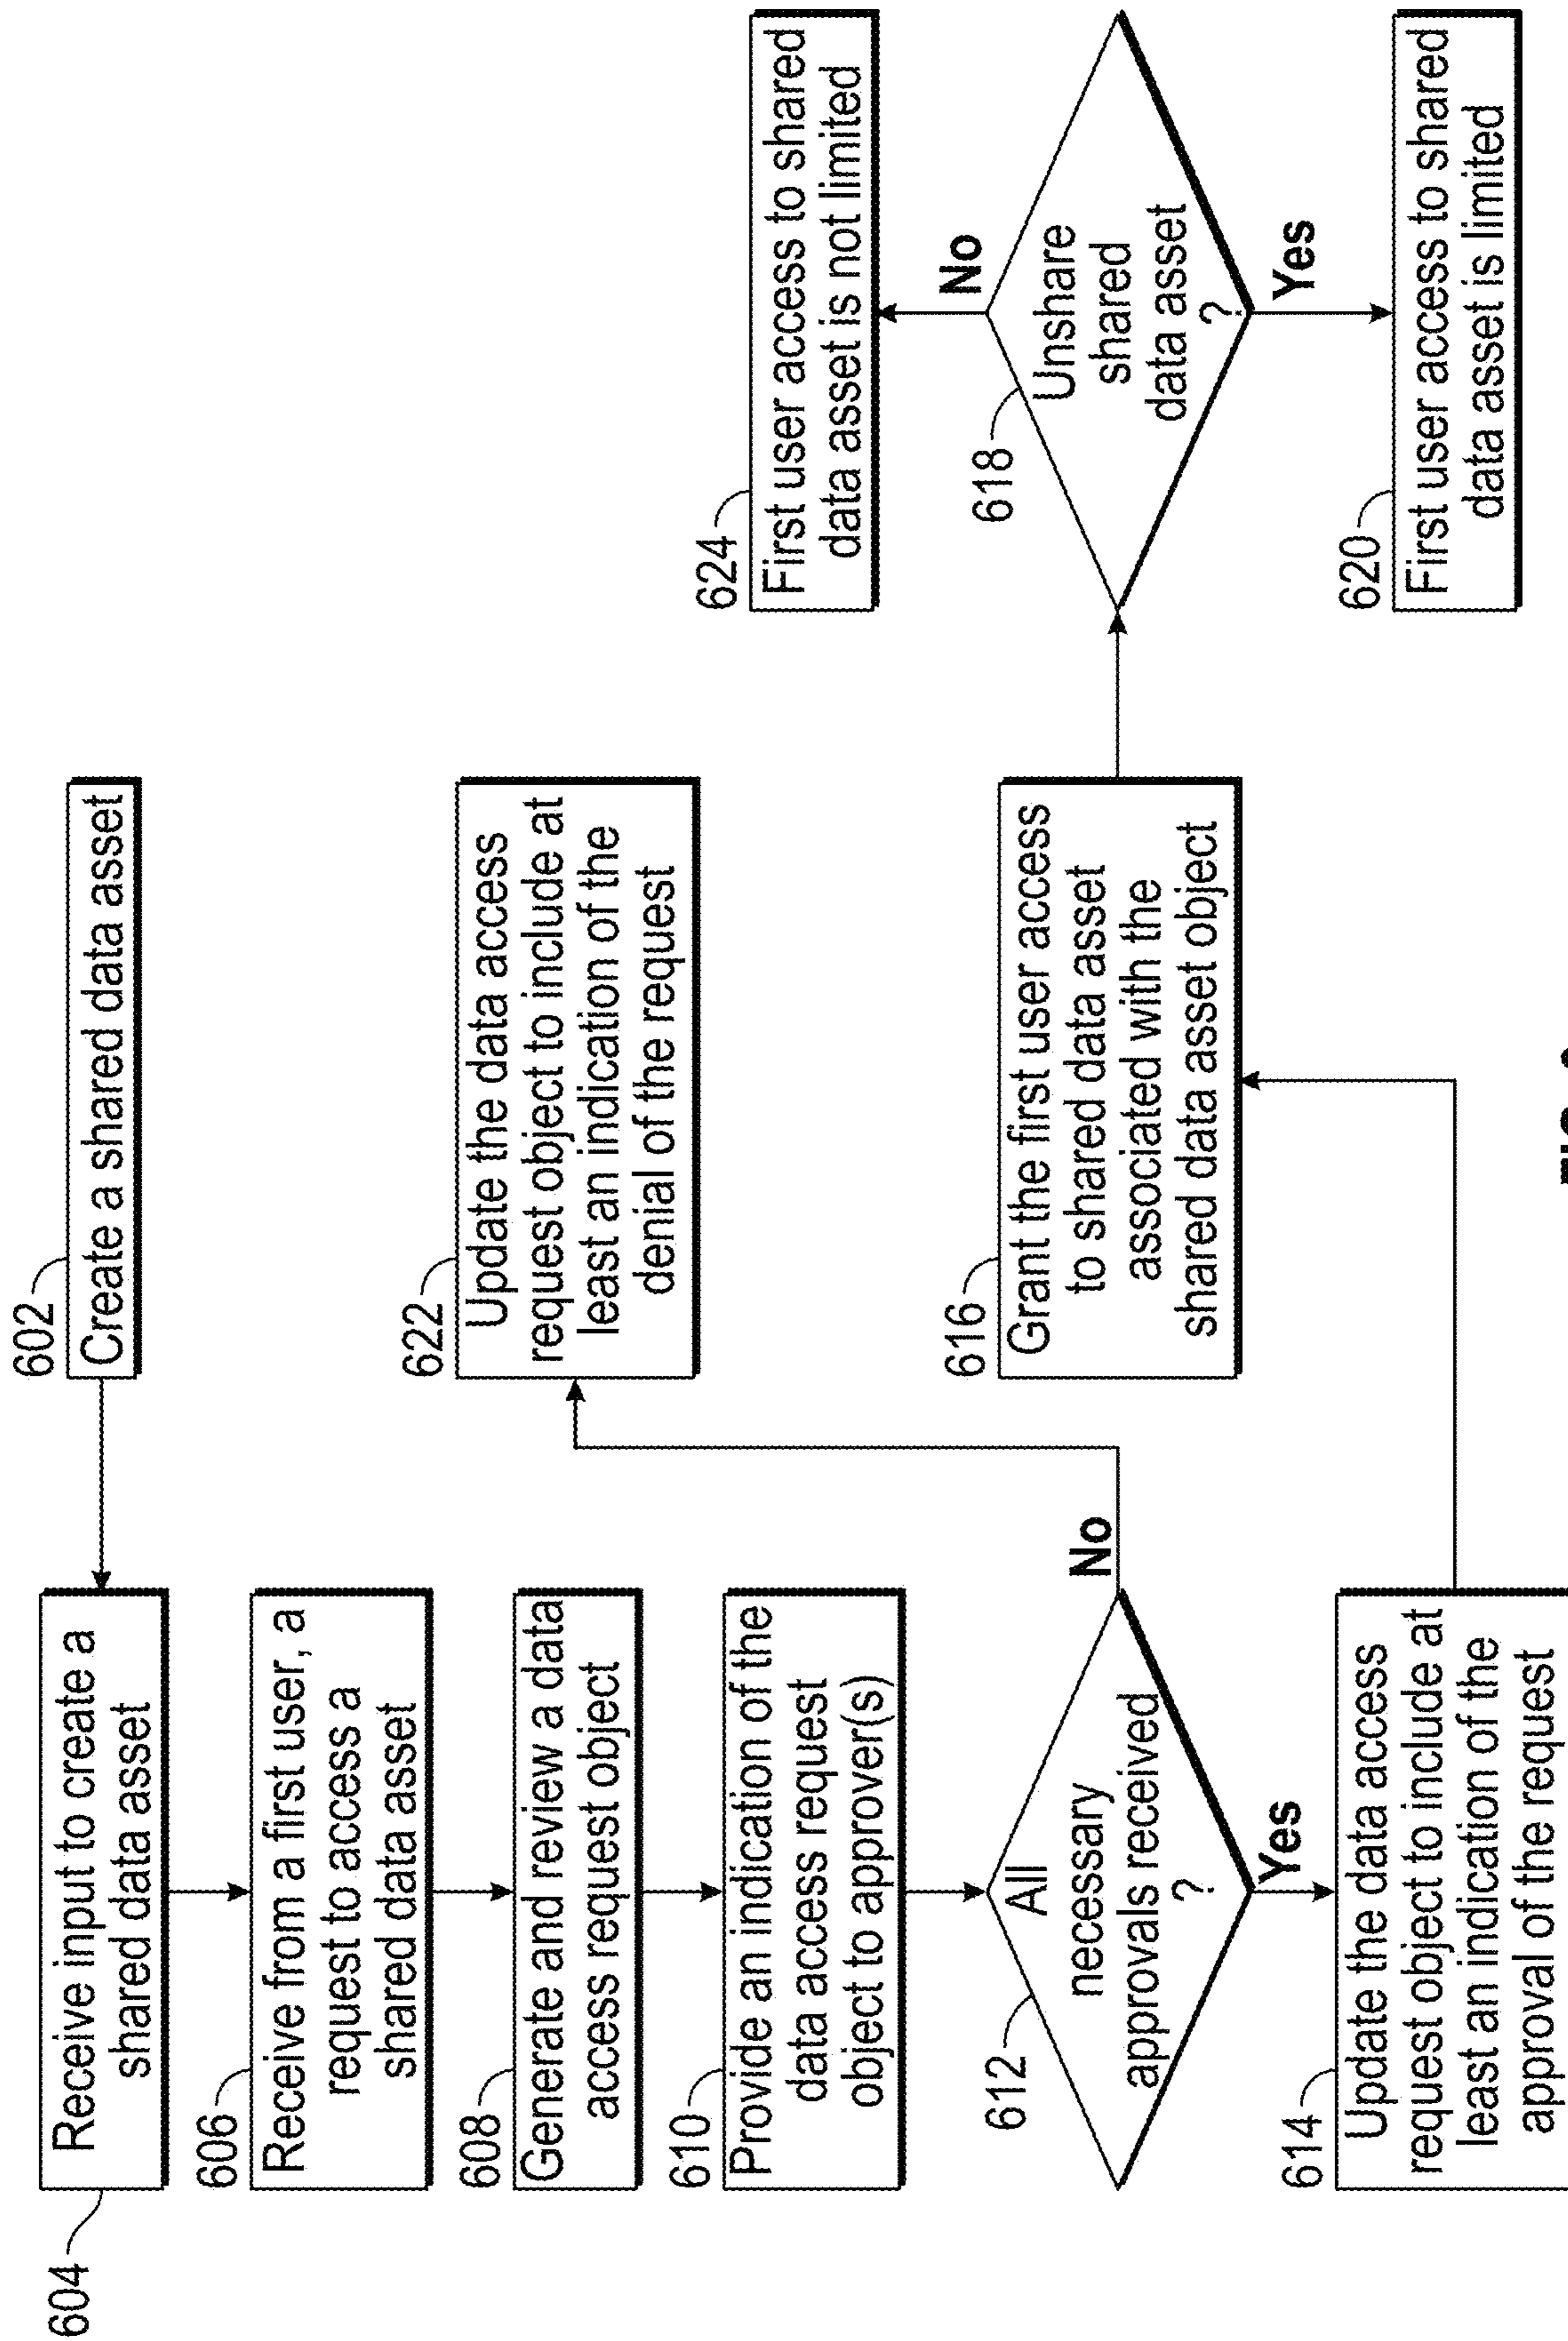 602
Create a shared data asset
604
Receive input to create a
shared data asset
606
Receive from a first user, a
request to access a
shared data asset
608
Generate and review a data
access request object
610
Provide an indication of the
data access request
object to approver(s)
612
All
necessary
approvals received
?
No
Yes
622
Update the data access
request object to include at
least an indication of the
denial of the request
614
Update the data access
request object to include at
least an indication of the
approval of the request
616
Grant the first user access
to shared data asset
associated with the
shared data asset object
618
Unshare
shared
data asset
?
No
Yes
624
First user access to shared
data asset is not limited
620
First user access to shared
data asset is limited